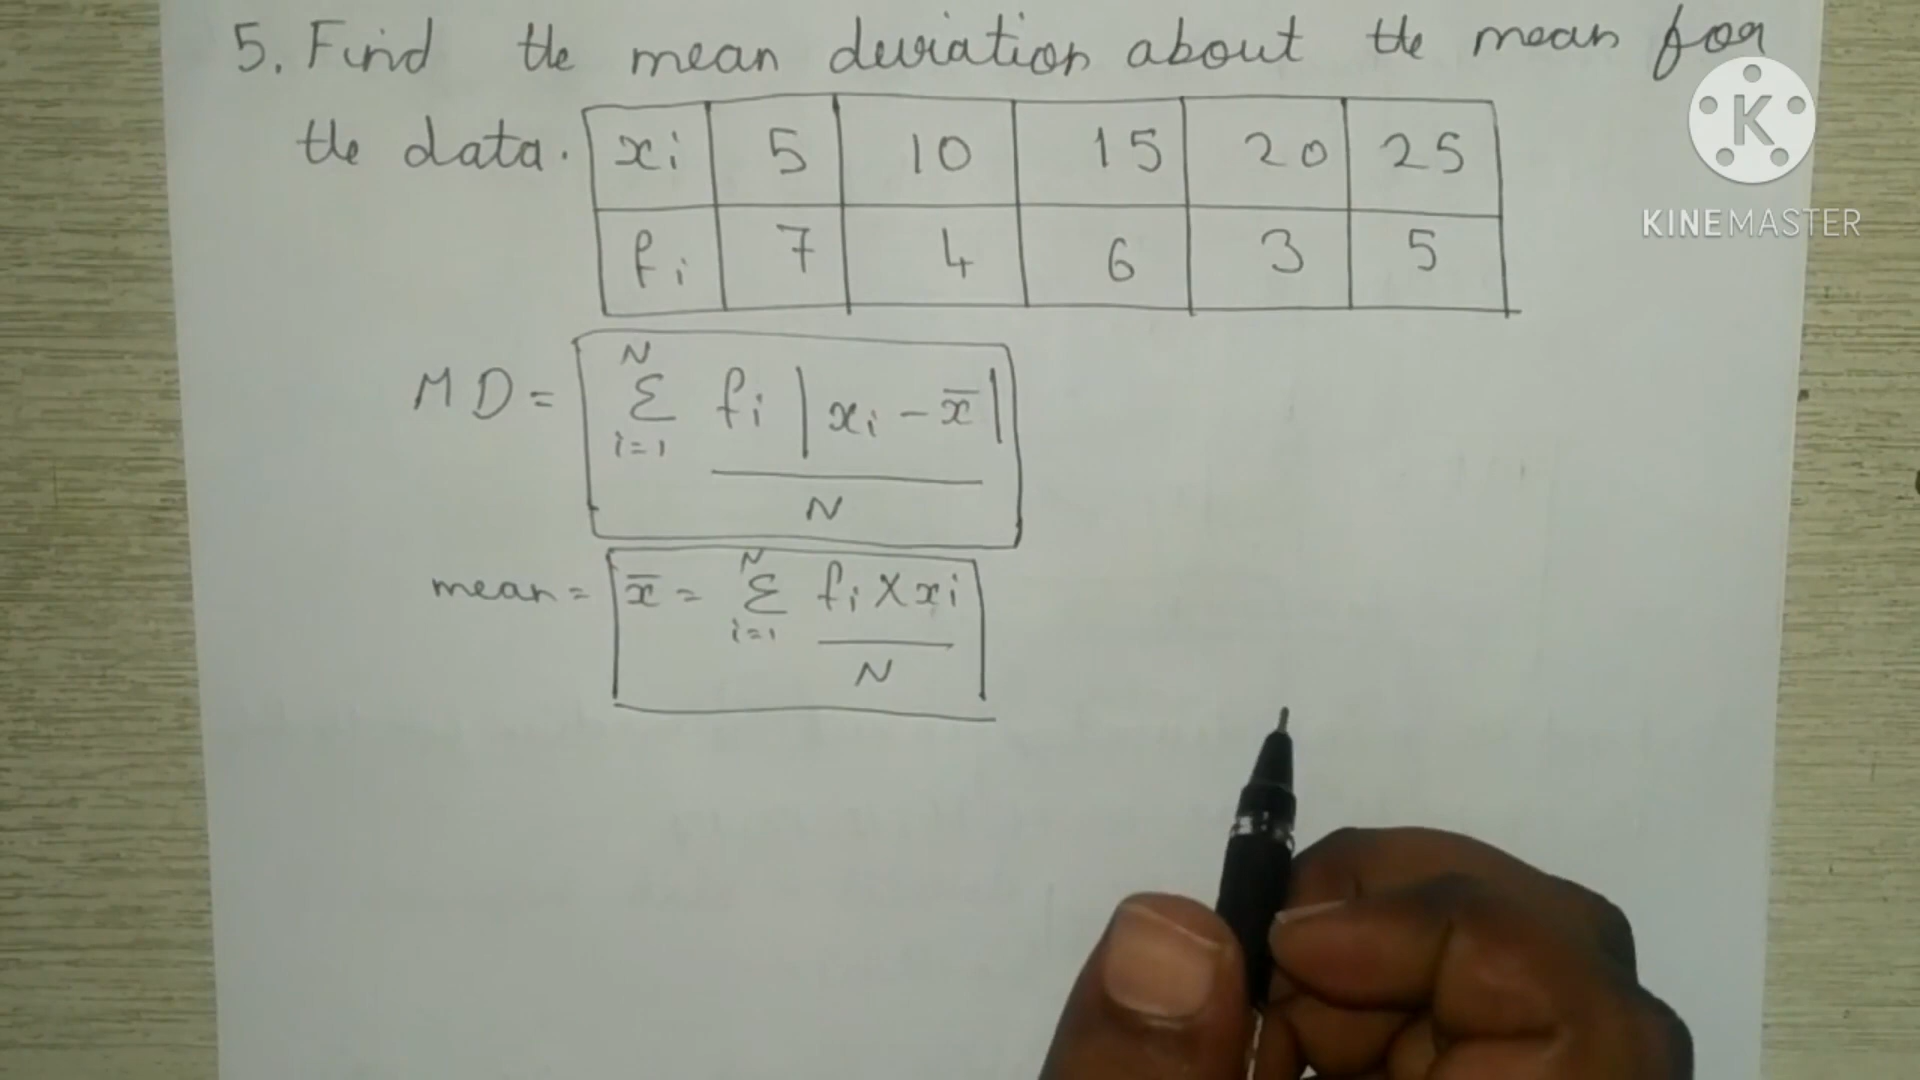 5. Find the mean deviation about the mean for
the data. xi 5 10 15 20 25
fi 7 4 6 3 5
K
KINEMASTER
MD = N Σ i=1 fi |xi - x̄| / N
mean = x̄ = N Σ i=1 fi × xi / N